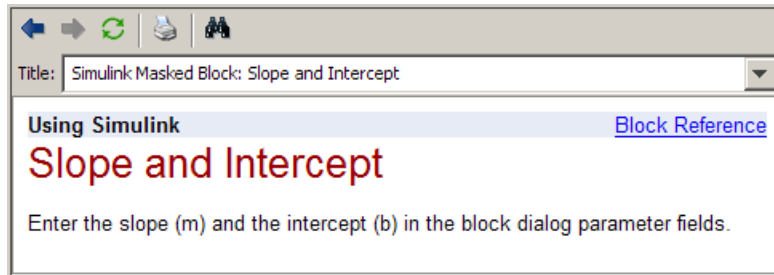 Title: Simulink Masked Block: Slope and Intercept
Using Simulink Block Reference
Slope and Intercept
Enter the slope (m) and the intercept (b) in the block dialog parameter fields.